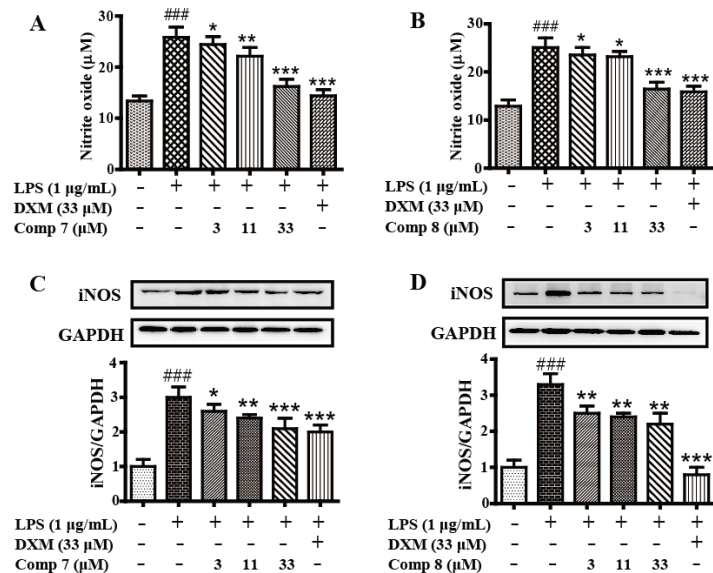 A
Nitrite oxide (µM)
30
20
10
0
###
*
**
***
***
LPS (1 µg/mL) – + + + + +
DXM (33 µM) – – – – – +
Comp 7 (µM) – – 3 11 33 –
B
Nitrite oxide (µM)
30
20
10
0
###
*
*
***
***
LPS (1 µg/mL) – + + + + +
DXM (33 µM) – – – – – +
Comp 8 (µM) – – 3 11 33 –
C
iNOS
GAPDH
iNOS/GAPDH
4
3
2
1
0
###
*
**
***
***
LPS (1 µg/mL) – + + + + +
DXM (33 µM) – – – – – +
Comp 7 (µM) – – 3 11 33 –
D
iNOS
GAPDH
iNOS/GAPDH
4
3
2
1
0
###
**
**
**
***
LPS (1 µg/mL) – + + + + +
DXM (33 µM) – – – – – +
Comp 8 (µM) – – 3 11 33 –